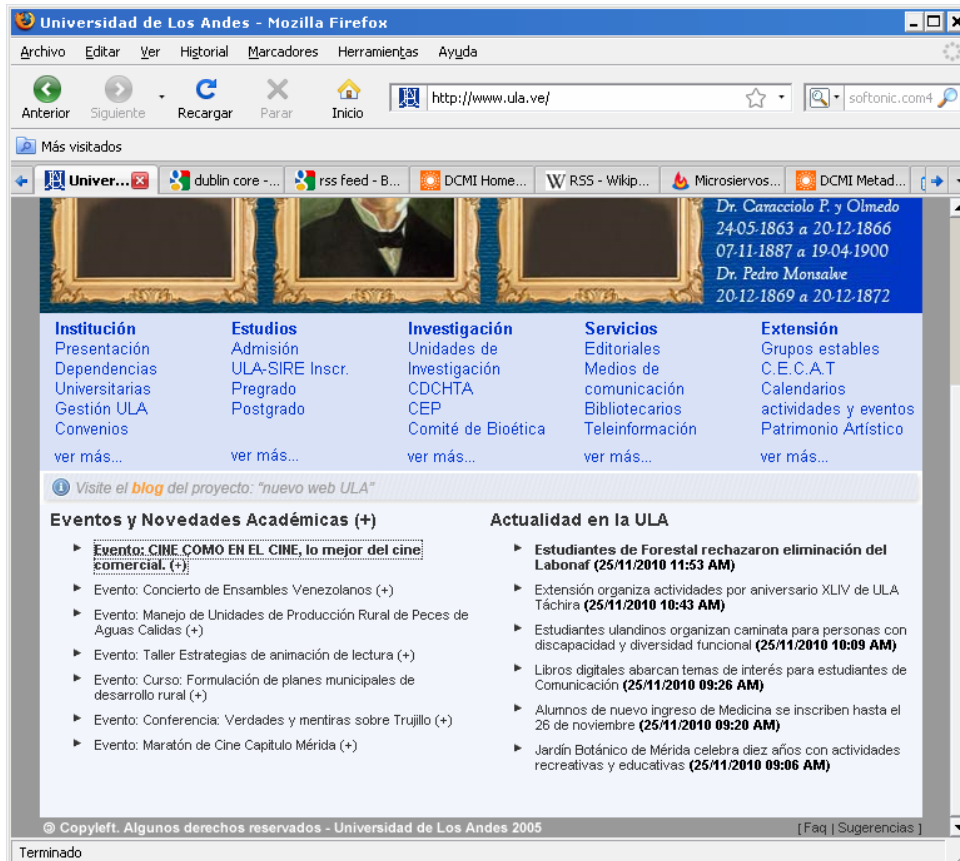 Universidad de Los Andes - Mozilla Firefox
Archivo Editar Ver Historial Marcadores Herramientas Ayuda
Anterior Siguiente Recargar Parar Inicio http://www.ula.ve/ softonic.com4
Más visitados
Univer... dublin core -... rss feed - B... DCMI Home... RSS - Wikip... Microsiervos... DCMI Metad...
Dr. Caracciolo P. y Olmedo
24-05-1863 a 20-12-1866
07-11-1887 a 19-04-1900
Dr. Pedro Monsalve
20-12-1869 a 20-12-1872
Institución
Presentación
Dependencias
Universitarias
Gestión ULA
Convenios
ver más...
Estudios
Admisión
ULA-SIRE Inscr.
Pregrado
Postgrado
ver más...
Investigación
Unidades de
Investigación
CDCHTA
CEP
Comité de Bioética
ver más...
Servicios
Editoriales
Medios de
comunicación
Bibliotecarios
Teleinformación
ver más...
Extensión
Grupos estables
C.E.C.A.T
Calendarios
actividades y eventos
Patrimonio Artístico
ver más...
Visite el blog del proyecto: "nuevo web ULA"
Eventos y Novedades Académicas (+)
Evento: CINE COMO EN EL CINE, lo mejor del cine
comercial. (+)
Evento: Concierto de Ensambles Venezolanos (+)
Evento: Manejo de Unidades de Producción Rural de Peces de
Aguas Calidas (+)
Evento: Taller Estrategias de animación de lectura (+)
Evento: Curso: Formulación de planes municipales de
desarrollo rural (+)
Evento: Conferencia: Verdades y mentiras sobre Trujillo (+)
Evento: Maratón de Cine Capitulo Mérida (+)
Actualidad en la ULA
Estudiantes de Forestal rechazaron eliminación del
Labonaf (25/11/2010 11:53 AM)
Extensión organiza actividades por aniversario XLIV de ULA
Táchira (25/11/2010 10:43 AM)
Estudiantes ulandinos organizan caminata para personas con
discapacidad y diversidad funcional (25/11/2010 10:09 AM)
Libros digitales abarcan temas de interés para estudiantes de
Comunicación (25/11/2010 09:26 AM)
Alumnos de nuevo ingreso de Medicina se inscriben hasta el
26 de noviembre (25/11/2010 09:20 AM)
Jardín Botánico de Mérida celebra diez años con actividades
recreativas y educativas (25/11/2010 09:06 AM)
Copyleft. Algunos derechos reservados - Universidad de Los Andes 2005 [ Faq | Sugerencias ]
Terminado